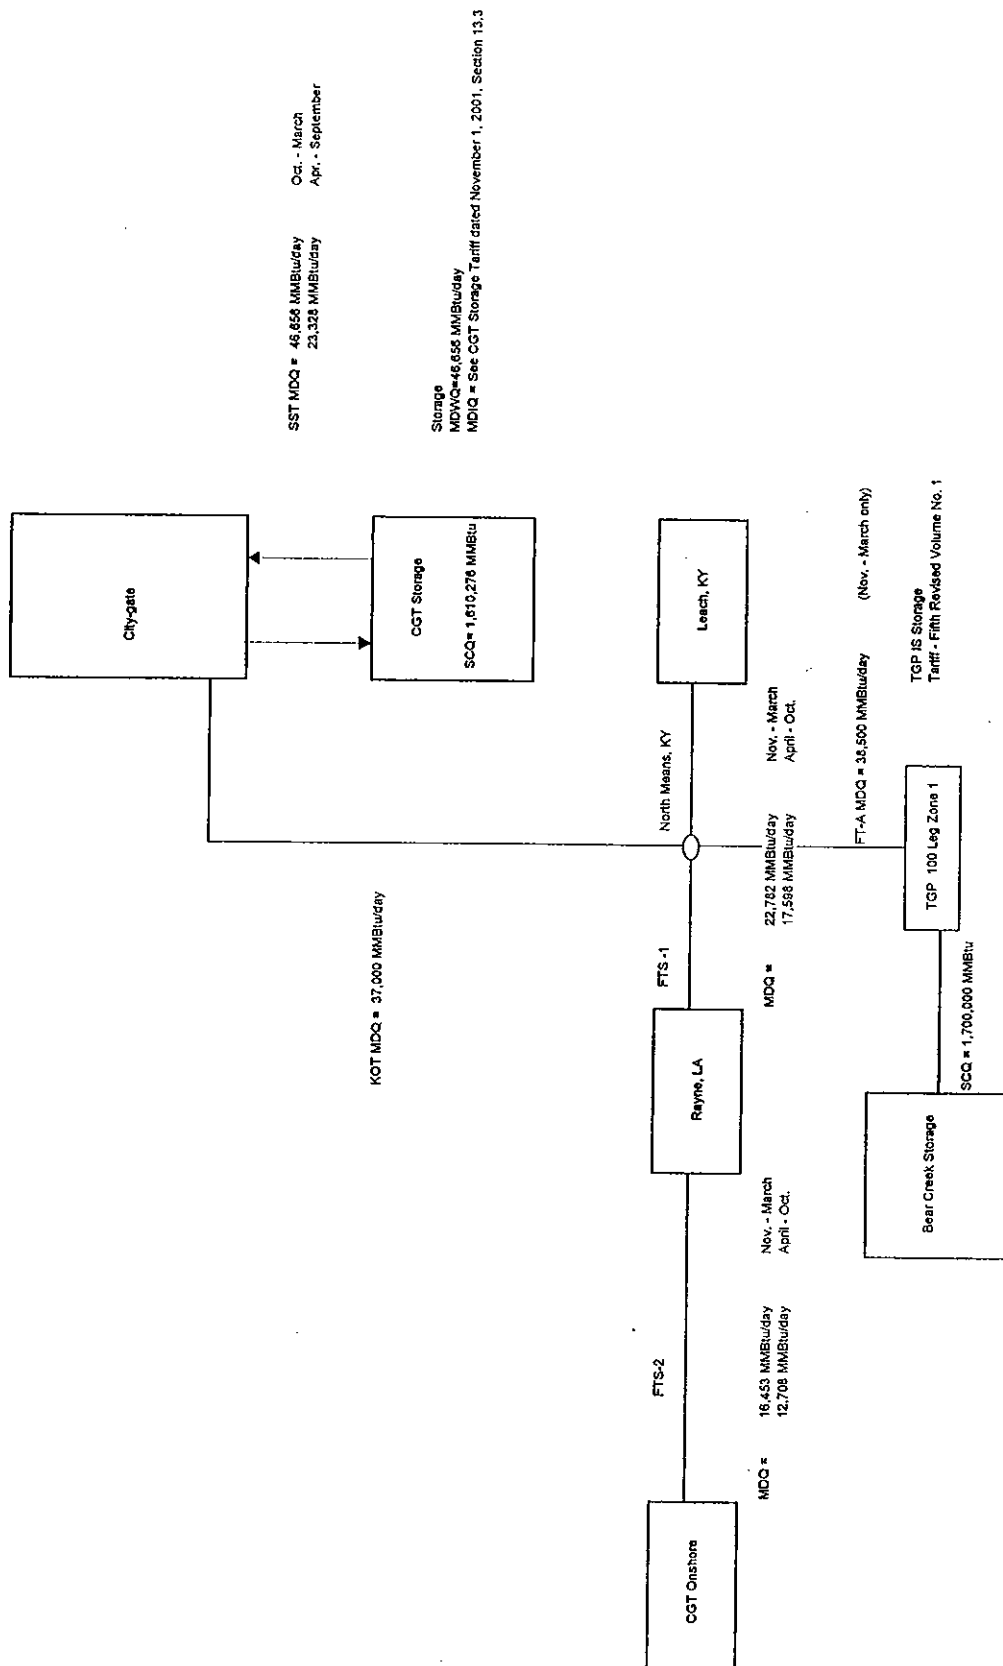 City-gate
SST MDQ = 46,656 MMBtu/day Oct. - March
23,328 MMBtu/day Apr. - September
CGT Storage
SCQ= 1,610,276 MMBtu
Storage
MDWQ=46,656 MMBtu/day
MDIQ = See CGT Storage Tariff dated November 1, 2001, Section 13.3
KOT MDQ = 37,000 MMBtu/day
CGT Onshore
FTS-2
Rayne, LA
FTS -1
North Means, KY
Leach, KY
MDQ = 16,453 MMBtu/day Nov. - March
12,708 MMBtu/day April - Oct.
MDQ = 22,782 MMBtu/day Nov. - March
17,598 MMBtu/day April - Oct.
FT-A MDQ = 38,500 MMBtu/day (Nov. - March only)
Bear Creek Storage
SCQ = 1,700,000 MMBtu
TGP 100 Leg Zone 1
TGP IS Storage
Tariff - Fifth Revised Volume No. 1